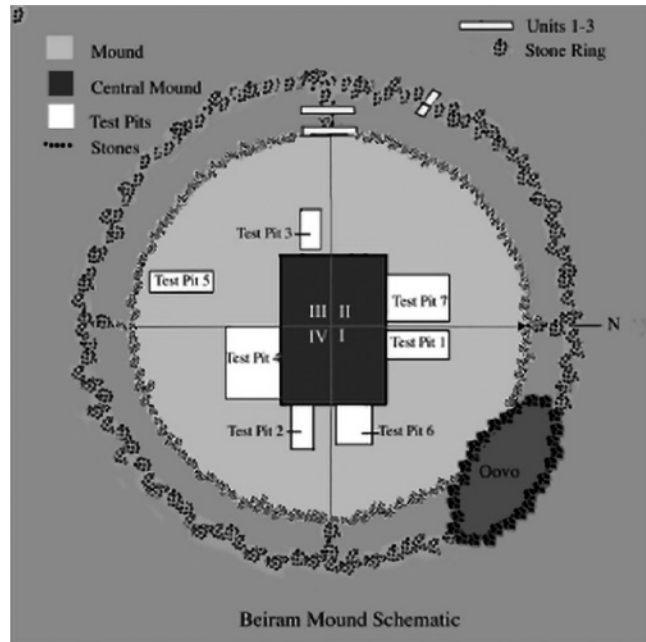 Mound
Central Mound
Test Pits
Stones
Units 1-3
Stone Ring
Test Pit 3
Test Pit 5
Test Pit 7
III II
IV I
N
Test Pit 1
Test Pit 4
Test Pit 2
Test Pit 6
Oovo
Beiram Mound Schematic